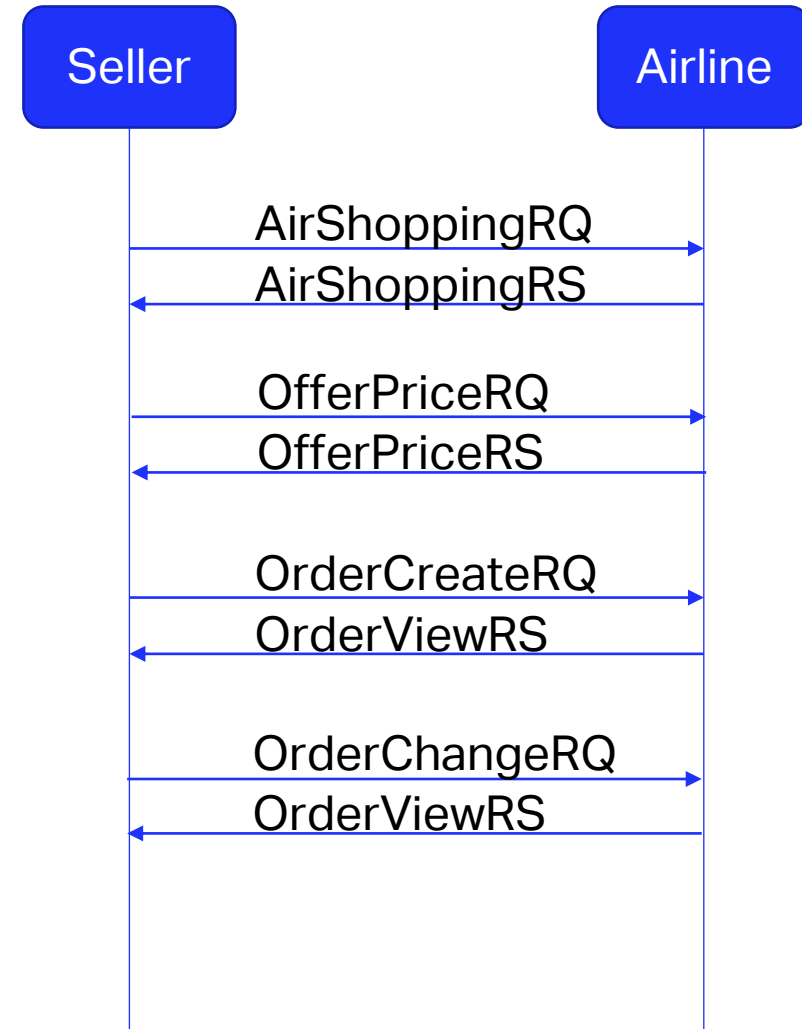 Seller
Airline
AirShoppingRQ
AirShoppingRS
OfferPriceRQ
OfferPriceRS
OrderCreateRQ
OrderViewRS
OrderChangeRQ
OrderViewRS